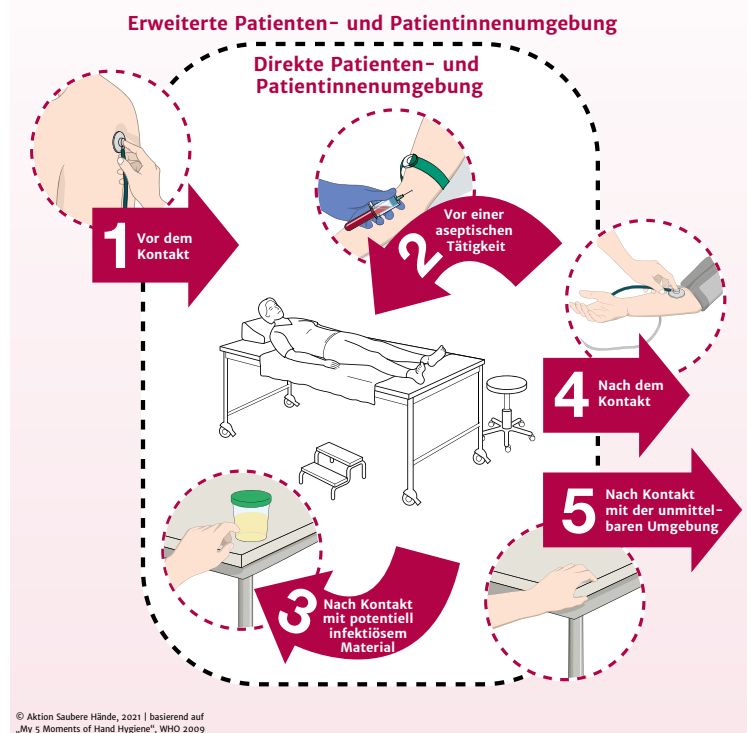 Erweiterte Patienten- und Patientinnenumgebung
Direkte Patienten- und
Patientinnenumgebung
1 Vor dem
Kontakt
2 Vor einer
aseptischen
Tätigkeit
4 Nach dem
Kontakt
5 Nach Kontakt
mit der unmittel-
baren Umgebung
3 Nach Kontakt
mit potentiell
infektiösem
Material
© Aktion Saubere Hände, 2021 | basierend auf
„My 5 Moments of Hand Hygiene“, WHO 2009